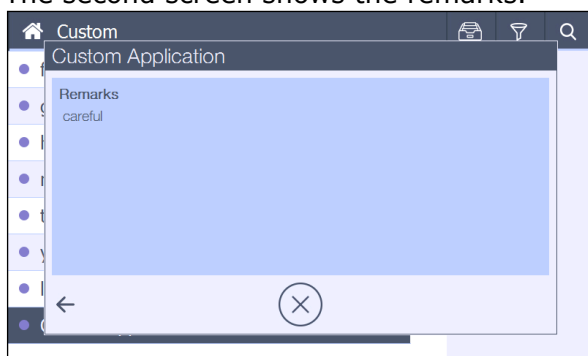 The second screen shows the remarks.
Custom
Custom Application
Remarks
careful